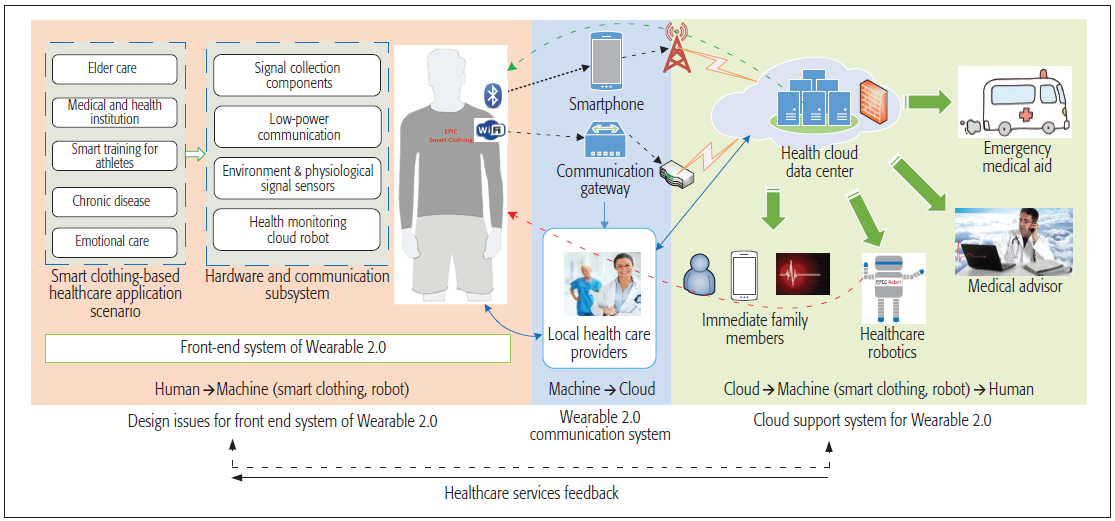 Elder care
Medical and health
institution
Smart training for
athletes
Chronic disease
Emotional care
Smart clothing-based
healthcare application
scenario
Signal collection
components
Low-power
communication
Environment & physiological
signal sensors
Health monitoring
cloud robot
Hardware and communication
subsystem
EPIC
Smart Clothing
WiFi
Front-end system of Wearable 2.0
Human → Machine (smart clothing, robot)
Design issues for front end system of Wearable 2.0
Smartphone
Communication
gateway
Local health care
providers
Machine → Cloud
Wearable 2.0
communication system
Health cloud
data center
Emergency
medical aid
Medical advisor
Immediate family
members
EPIC Robot
Healthcare
robotics
Cloud → Machine (smart clothing, robot) → Human
Cloud support system for Wearable 2.0
Healthcare services feedback